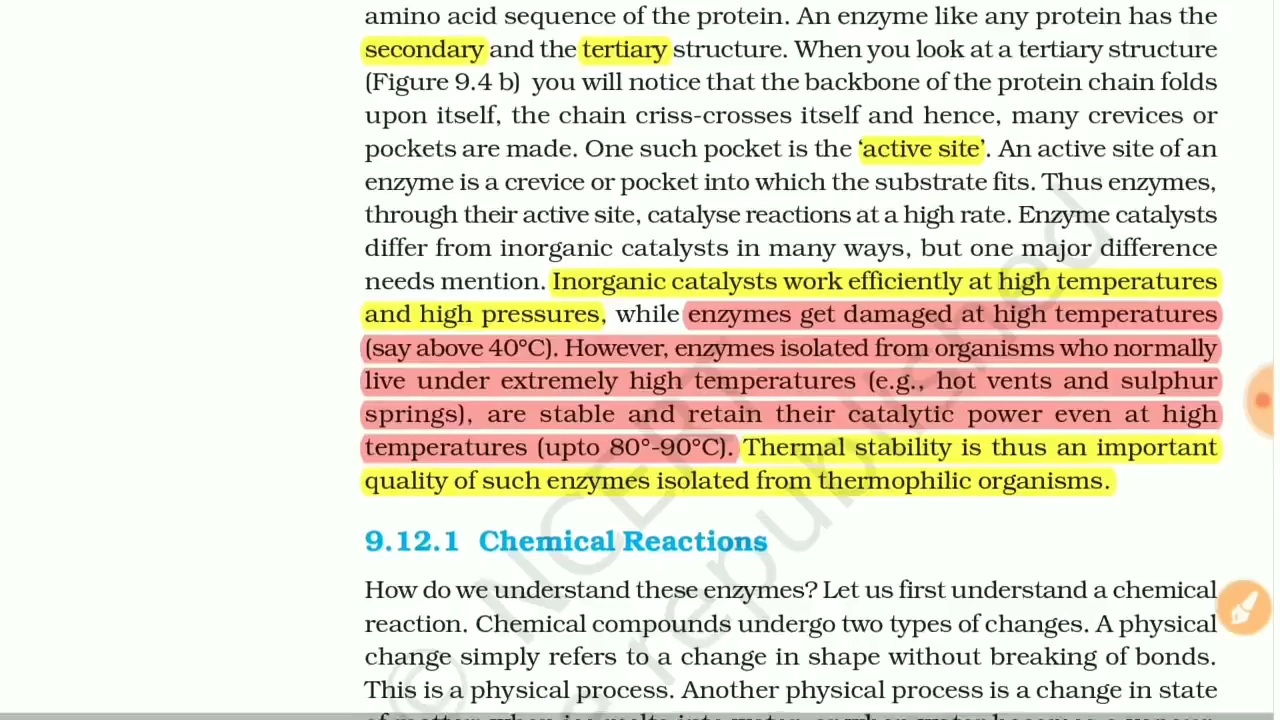 amino acid sequence of the protein. An enzyme like any protein has the
secondary and the tertiary structure. When you look at a tertiary structure
(Figure 9.4 b) you will notice that the backbone of the protein chain folds
upon itself, the chain criss-crosses itself and hence, many crevices or
pockets are made. One such pocket is the ‘active site’. An active site of an
enzyme is a crevice or pocket into which the substrate fits. Thus enzymes,
through their active site, catalyse reactions at a high rate. Enzyme catalysts
differ from inorganic catalysts in many ways, but one major difference
needs mention. Inorganic catalysts work efficiently at high temperatures
and high pressures, while enzymes get damaged at high temperatures
(say above 40°C). However, enzymes isolated from organisms who normally
live under extremely high temperatures (e.g., hot vents and sulphur
springs), are stable and retain their catalytic power even at high
temperatures (upto 80°-90°C). Thermal stability is thus an important
quality of such enzymes isolated from thermophilic organisms.
9.12.1 Chemical Reactions
How do we understand these enzymes? Let us first understand a chemical
reaction. Chemical compounds undergo two types of changes. A physical
change simply refers to a change in shape without breaking of bonds.
This is a physical process. Another physical process is a change in state
© NCERT
republished